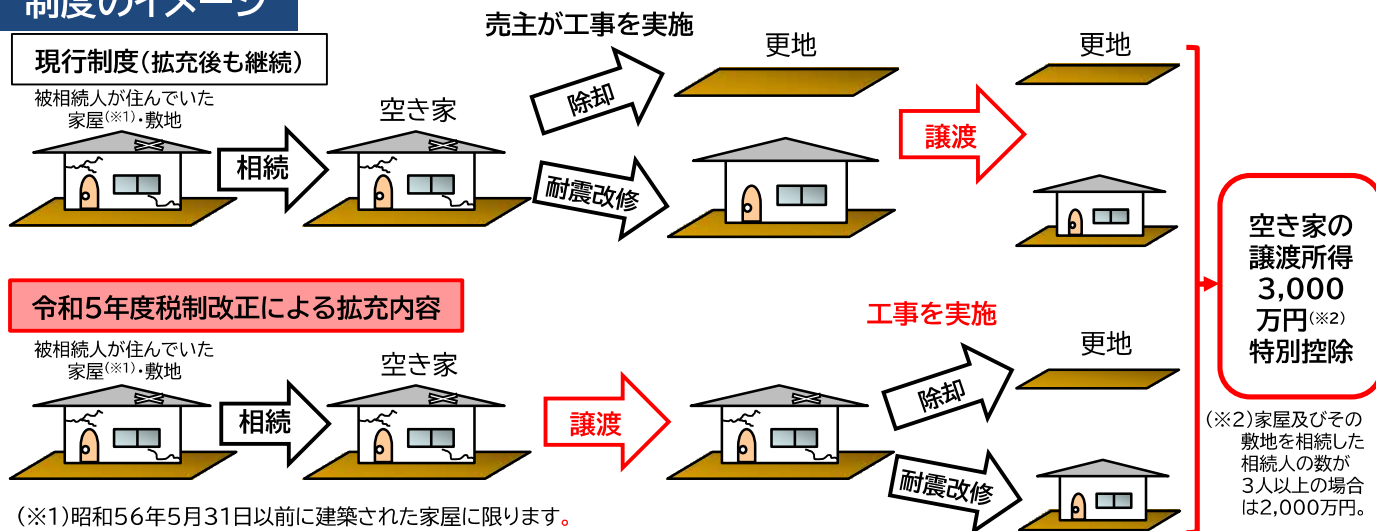 制度のイメージ
現行制度(拡充後も継続)
売主が工事を実施
被相続人が住んでいた
家屋(※1)・敷地
相続
空き家
除却
耐震改修
更地
譲渡
更地
令和5年度税制改正による拡充内容
被相続人が住んでいた
家屋(※1)・敷地
相続
空き家
譲渡
工事を実施
除却
耐震改修
更地
空き家の
譲渡所得
3,000
万円(※2)
特別控除
(※2)家屋及びその
敷地を相続した
相続人の数が
3人以上の場合
は2,000万円。
(※1)昭和56年5月31日以前に建築された家屋に限ります。